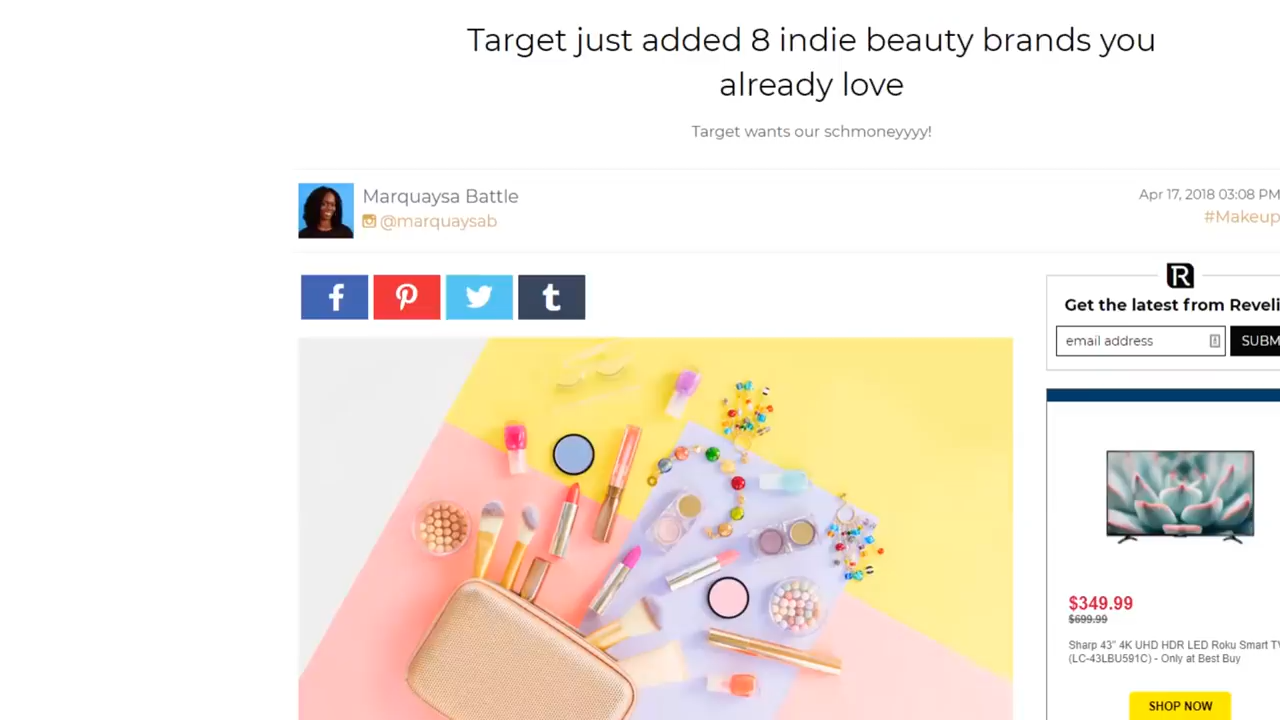 Target just added 8 indie beauty brands you
already love
Target wants our schmoneyyyy!
Marquaysa Battle
@marquaysab
Apr 17, 2018 03:08 PM
#Makeup
f
t
R
Get the latest from Reveli
email address
SUBM
$349.99
$699.99
Sharp 43" 4K UHD HDR LED Roku Smart TV
(LC-43LBU591C) - Only at Best Buy
SHOP NOW